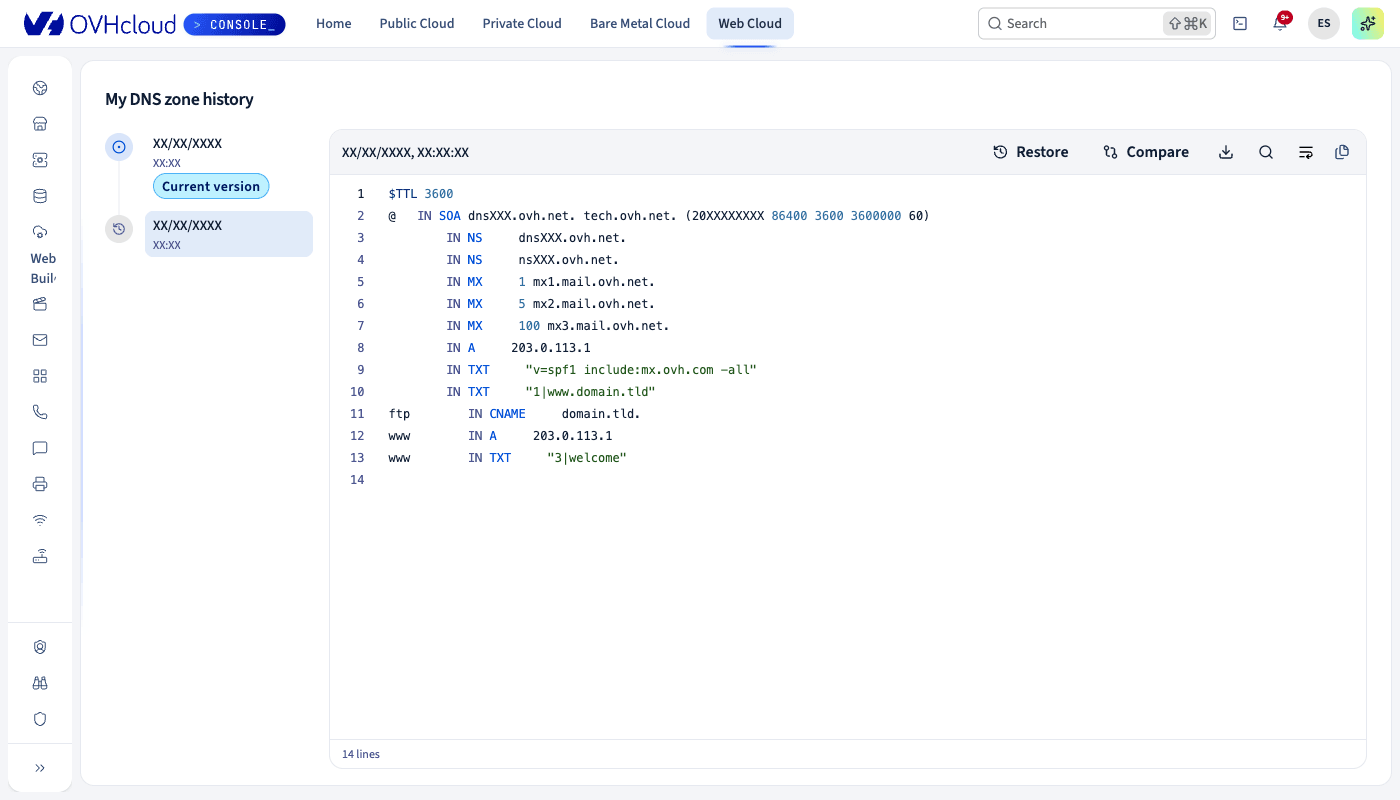 OVHcloud > CONSOLE_ Home Public Cloud Private Cloud Bare Metal Cloud Web Cloud Search ⇧⌘K 9+ ES
Web
Buil
My DNS zone history
XX/XX/XXXX
XX:XX
Current version
XX/XX/XXXX
XX:XX
XX/XX/XXXX, XX:XX:XX Restore Compare
1 $TTL 3600
2 @ IN SOA dnsXXX.ovh.net. tech.ovh.net. (20XXXXXXXX 86400 3600 3600000 60)
3 IN NS dnsXXX.ovh.net.
4 IN NS nsXXX.ovh.net.
5 IN MX 1 mx1.mail.ovh.net.
6 IN MX 5 mx2.mail.ovh.net.
7 IN MX 100 mx3.mail.ovh.net.
8 IN A 203.0.113.1
9 IN TXT "v=spf1 include:mx.ovh.com -all"
10 IN TXT "1|www.domain.tld"
11 ftp IN CNAME domain.tld.
12 www IN A 203.0.113.1
13 www IN TXT "3|welcome"
14
14 lines